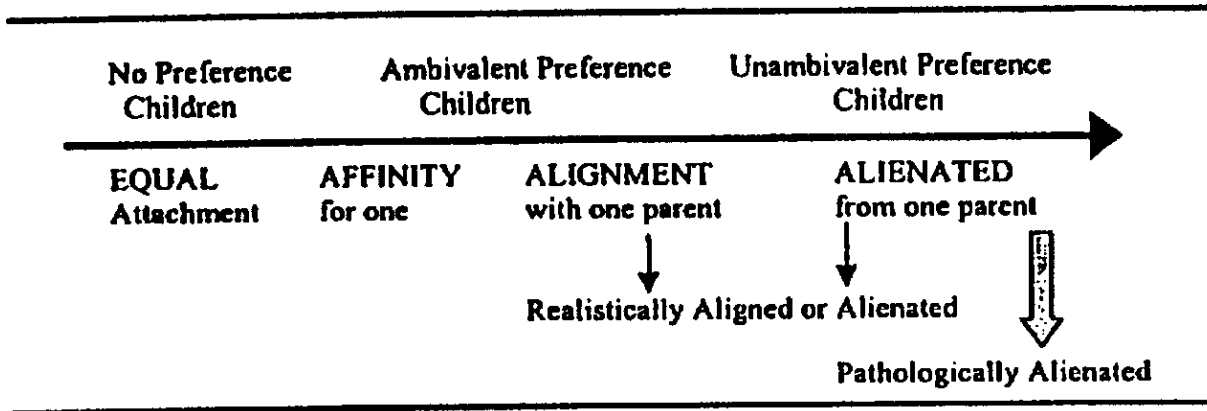 No Preference Children
Ambivalent Preference Children
Unambivalent Preference Children
EQUAL Attachment
AFFINITY for one
ALIGNMENT with one parent
ALIENATED from one parent
Realistically Aligned or Alienated
Pathologically Alienated